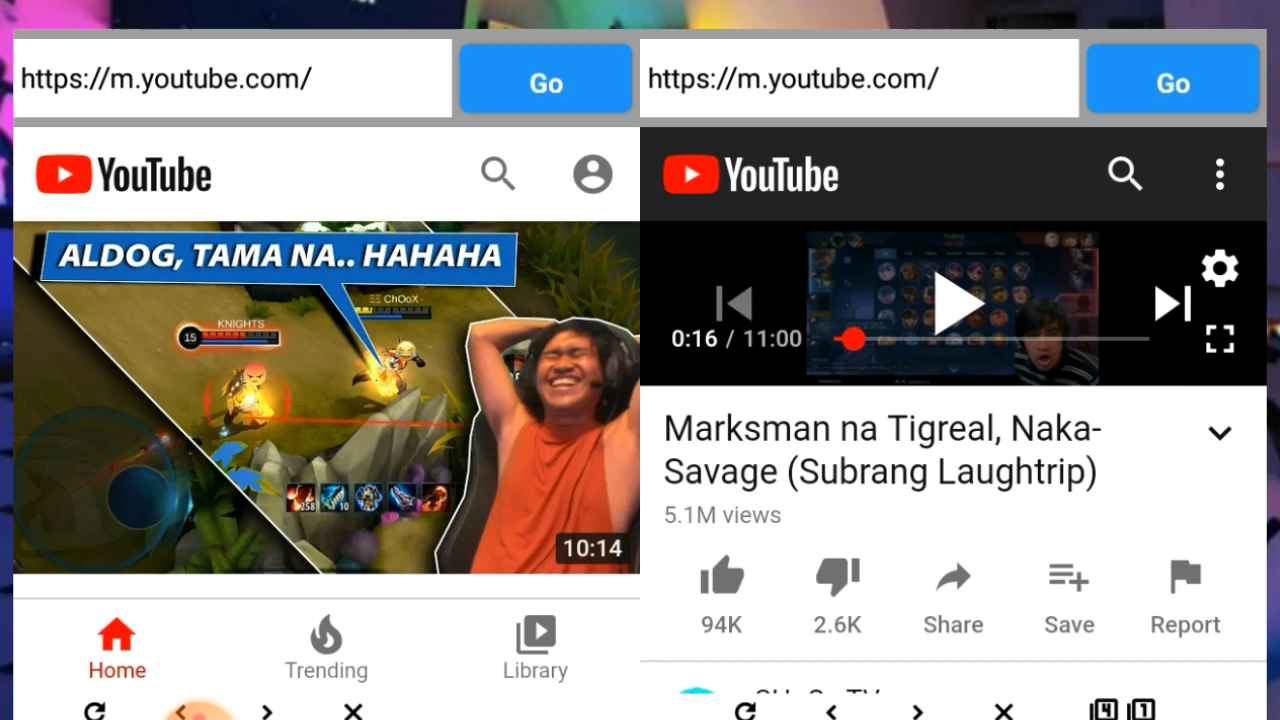 https://m.youtube.com/
Go
YouTube
ALDOG, TAMA NA.. HAHAHA
ChOoX
KNIGHTS
15
258
10
10:14
Home
Trending
Library
https://m.youtube.com/
Go
YouTube
0:16 / 11:00
Marksman na Tigreal, Naka-
Savage (Subrang Laughtrip)
5.1M views
94K
2.6K
Share
Save
Report
4
1